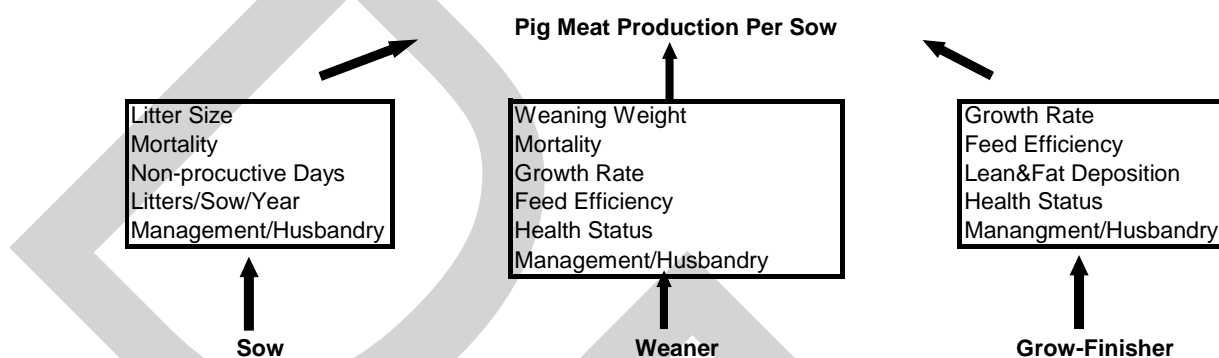 Pig Meat Production Per Sow
Litter Size
Mortality
Non-procuctive Days
Litters/Sow/Year
Management/Husbandry
Weaning Weight
Mortality
Growth Rate
Feed Efficiency
Health Status
Management/Husbandry
Growth Rate
Feed Efficiency
Lean&Fat Deposition
Health Status
Manangment/Husbandry
Sow
Weaner
Grow-Finisher